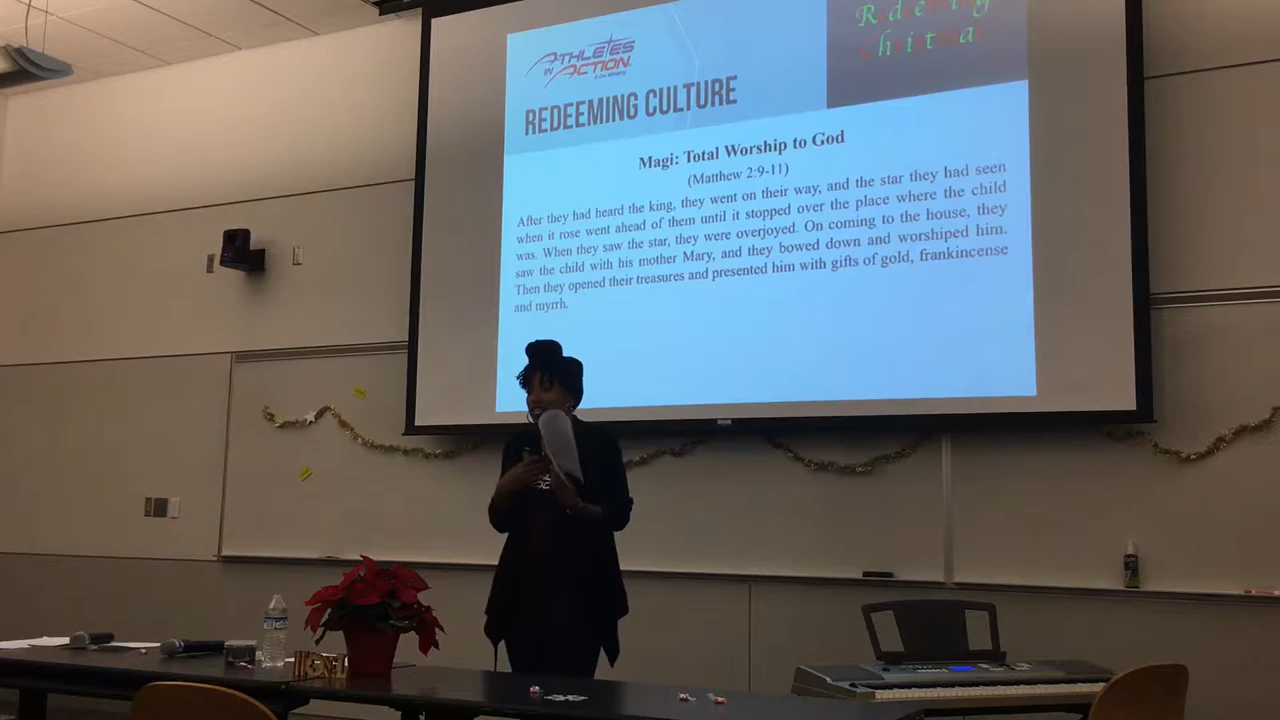 Redeeming
Christmas
ATHLETES
IN ACTION
REDEEMING CULTURE
Magi: Total Worship to God
(Matthew 2:9-11)
After they had heard the king, they went on their way, and the star they had seen
when it rose went ahead of them until it stopped over the place where the child
was. When they saw the star, they were overjoyed. On coming to the house, they
saw the child with his mother Mary, and they bowed down and worshiped him.
Then they opened their treasures and presented him with gifts of gold, frankincense
and myrrh.